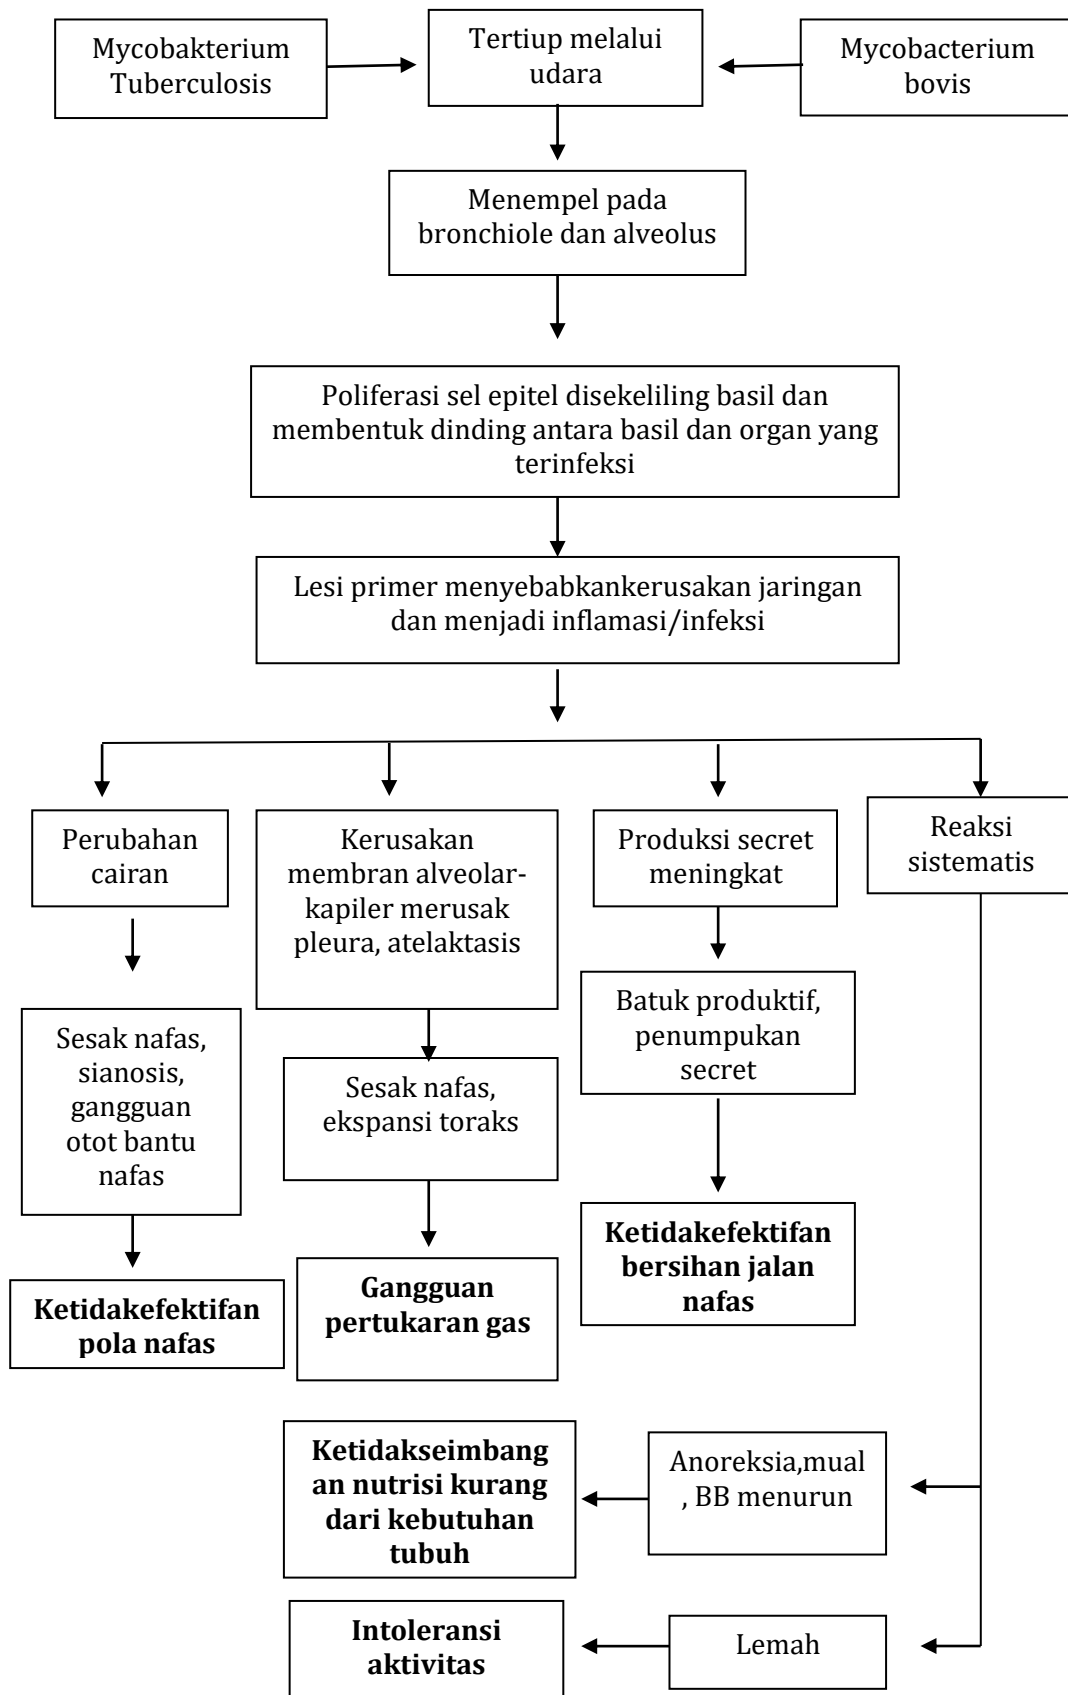 Mycobakterium
Tuberculosis
Tertiup melalui
udara
Mycobacterium
bovis
Menempel pada
bronchiole dan alveolus
Poliferasi sel epitel disekeliling basil dan
membentuk dinding antara basil dan organ yang
terinfeksi
Lesi primer menyebabkankerusakan jaringan
dan menjadi inflamasi/infeksi
Perubahan
cairan
Kerusakan
membran alveolar-
kapiler merusak
pleura, atelaktasis
Produksi secret
meningkat
Reaksi
sistematis
Sesak nafas,
sianosis,
gangguan
otot bantu
nafas
Sesak nafas,
ekspansi toraks
Batuk produktif,
penumpukan
secret
Ketidakefektifan
pola nafas
Gangguan
pertukaran gas
Ketidakefektifan
bersihan jalan
nafas
Ketidakseimbang
an nutrisi kurang
dari kebutuhan
tubuh
Anoreksia,mual
, BB menurun
Intoleransi
aktivitas
Lemah